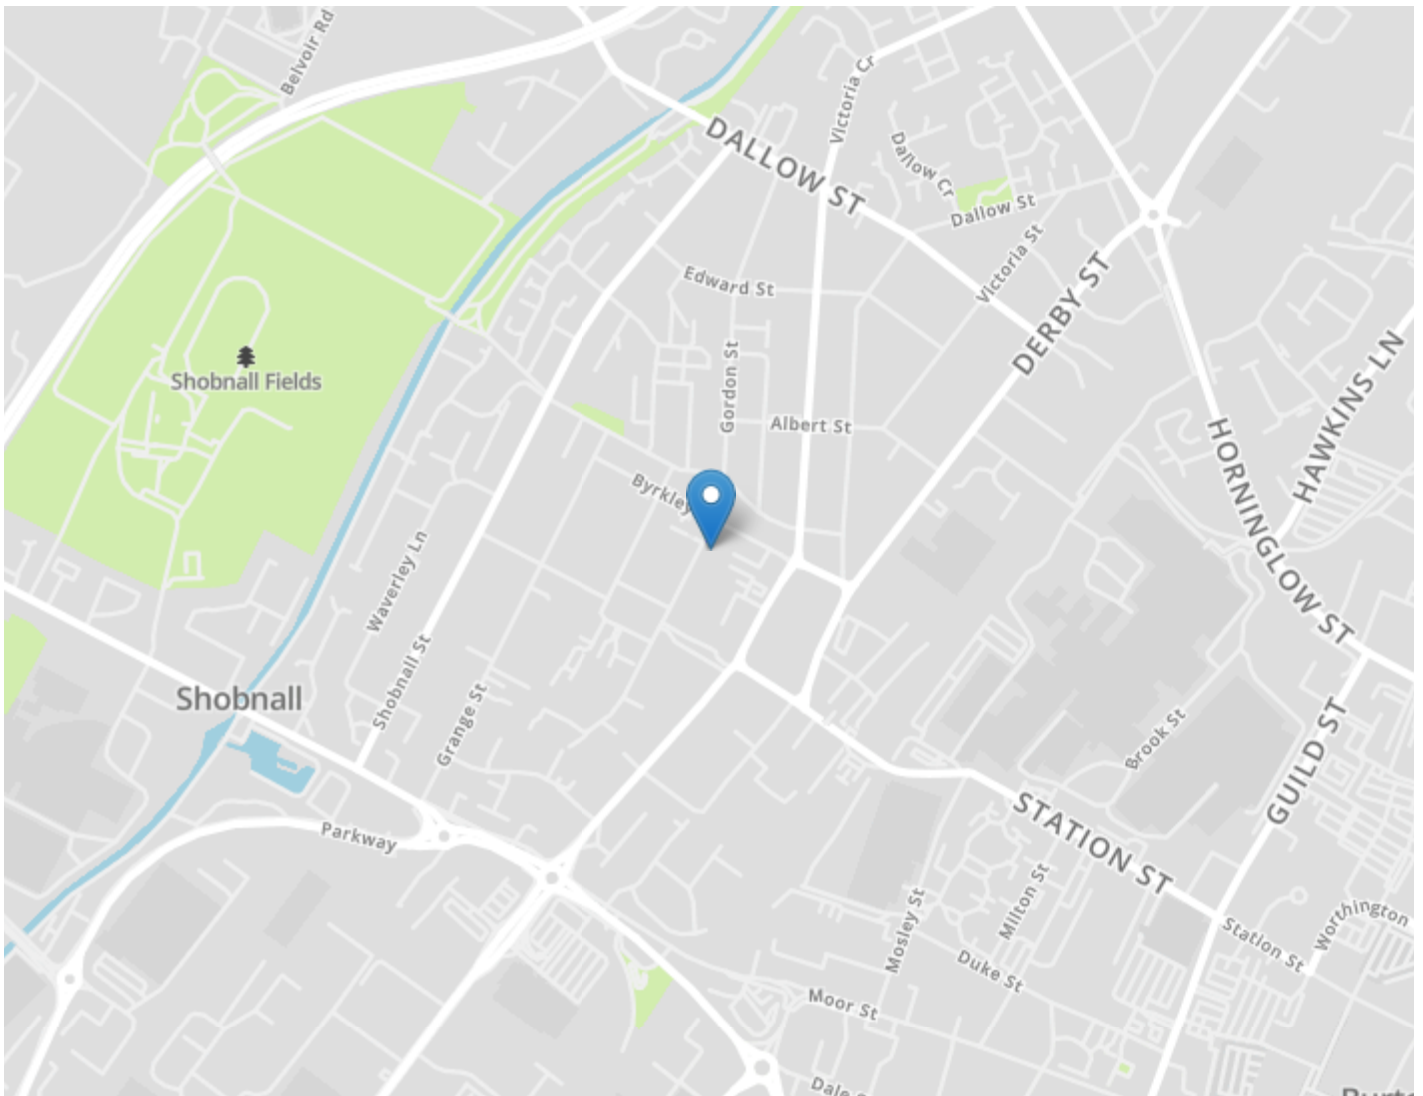 Belvoir Rd
Victoria Cr
DALLOW ST
Dallow Cr
Dallow St
Victoria St
Edward St
DERBY ST
Gordon St
HAWKINS LN
Shobnall Fields
Albert St
HORNINGLOW ST
Waverley Ln
Shobnall St
Shobnall
Grange St
Brook St
GUILD ST
Parkway
STATION ST
Milton St
Mosley St
Worthington
Station St
Duke St
Moor St